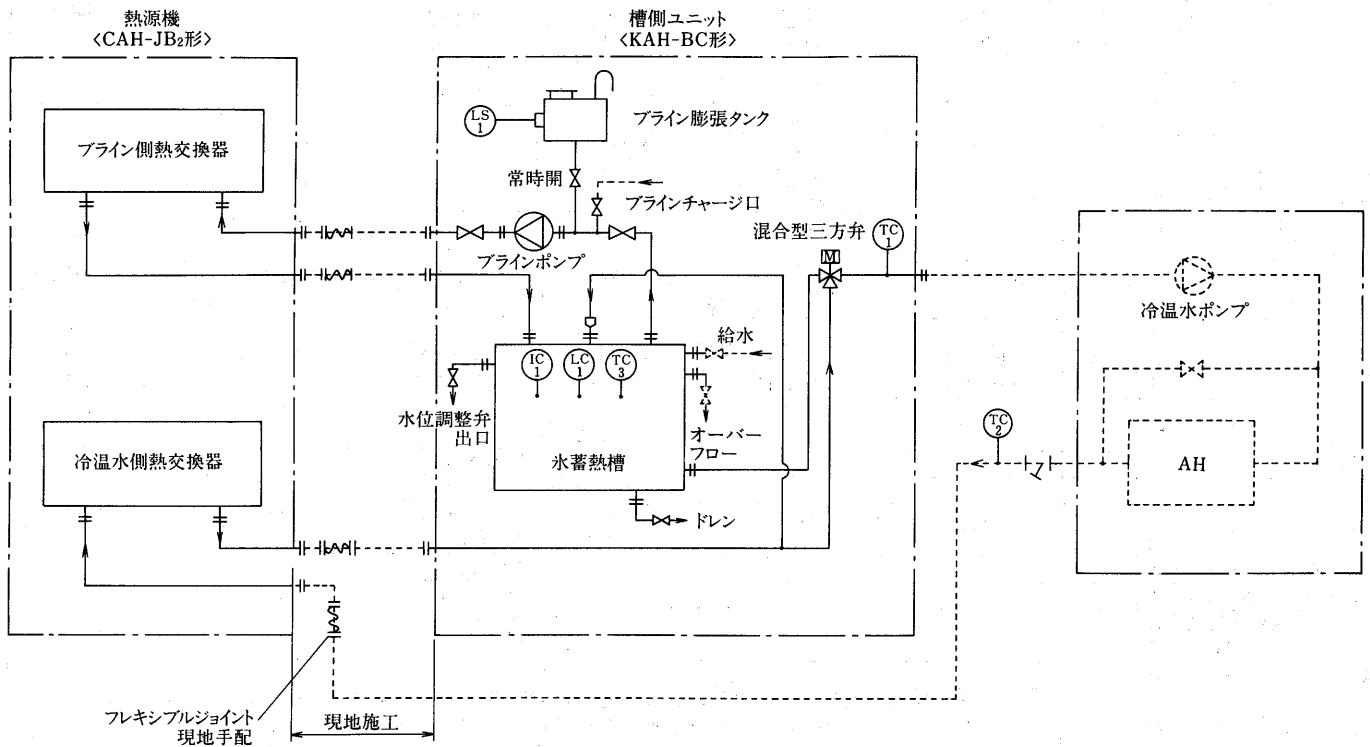 熱源機
〈CAH-JB₂形〉
槽側ユニット
〈KAH-BC形〉
LS
1
ブライン膨張タンク
ブライン側熱交換器
常時開
ブラインチャージ口
混合型三方弁
TC
1
M
ブラインポンプ
冷温水ポンプ
給水
IC
1
LC
1
TC
3
水位調整弁
出口
オーバー
フロー
TC
2
冷温水側熱交換器
氷蓄熱槽
AH
ドレン
フレキシブルジョイント
現地手配
現地施工